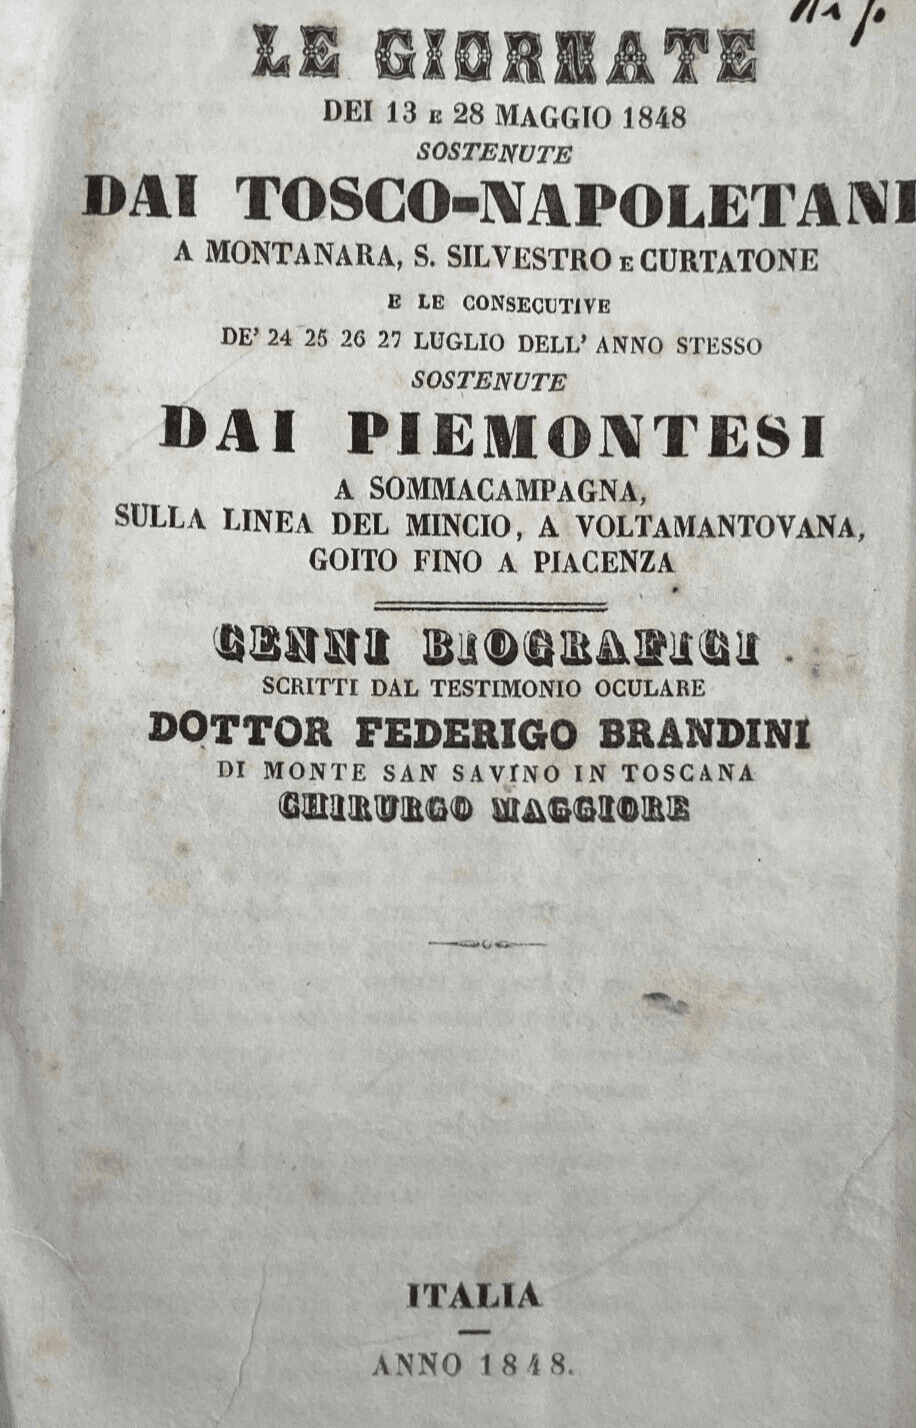 LE GIORNATE
DEI 13 E 28 MAGGIO 1848
SOSTENUTE
DAI TOSCO-NAPOLETANI
A MONTANARA, S. SILVESTRO E CURTATONE
E LE CONSECUTIVE
DE' 24 25 26 27 LUGLIO DELL' ANNO STESSO
SOSTENUTE
DAI PIEMONTESI
A SOMMACAMPAGNA,
SULLA LINEA DEL MINCIO, A VOLTAMANTOVANA,
GOITO FINO A PIACENZA
CENNI BIOGRAFICI
SCRITTI DAL TESTIMONIO OCULARE
DOTTOR FEDERIGO BRANDINI
DI MONTE SAN SAVINO IN TOSCANA
CHIRURGO MAGGIORE
ITALIA
ANNO 1848.